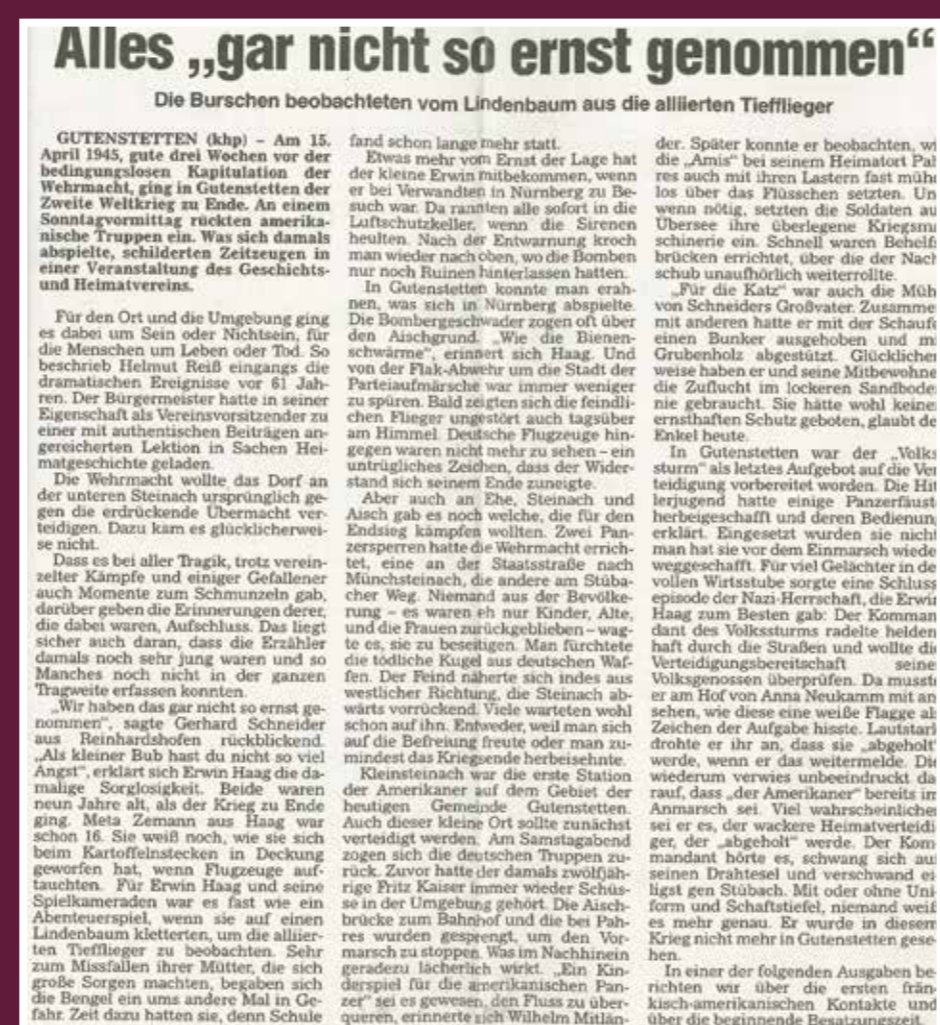 Alles „gar nicht so ernst genommen“
Die Burschen beobachteten vom Lindenbaum aus die alliierten Tiefflieger
GUTENSTETTEN (khp) – Am 15.
April 1945, gute drei Wochen vor der
bedingungslosen Kapitulation der
Wehrmacht, ging in Gutenstetten der
Zweite Weltkrieg zu Ende. An einem
Sonntagvormittag rückten amerika-
nische Truppen ein. Was sich damals
abspielte, schilderten Zeitzeugen in
einer Veranstaltung des Geschichts-
und Heimatvereins.
Für den Ort und die Umgebung ging
es dabei um Sein oder Nichtsein, für
die Menschen um Leben oder Tod. So
beschrieb Helmut Reiß eingangs die
dramatischen Ereignisse vor 61 Jah-
ren. Der Bürgermeister hatte in seiner
Eigenschaft als Vereinsvorsitzender zu
einer mit authentischen Beiträgen an-
gereicherten Lektion in Sachen Hei-
matgeschichte geladen.
Die Wehrmacht wollte das Dorf an
der unteren Steinach ursprünglich ge-
gen die erdrückende Übermacht ver-
teidigen. Dazu kam es glücklicherwei-
se nicht.
Dass es bei aller Tragik, trotz verein-
zelter Kämpfe und einiger Gefallener
auch Momente zum Schmunzeln gab,
darüber geben die Erinnerungen derer,
die dabei waren, Aufschluss. Das liegt
sicher auch daran, dass die Erzähler
damals noch sehr jung waren und so
Manches noch nicht in der ganzen
Tragweite erfassen konnten.
„Wir haben das gar nicht so ernst ge-
nommen“, sagte Gerhard Schneider
aus Reinhardshofen rückblickend.
„Als kleiner Bub hast du nicht so viel
Angst“, erklärt sich Erwin Haag die da-
malige Sorglosigkeit. Beide waren
neun Jahre alt, als der Krieg zu Ende
ging. Meta Zemann aus Haag war
schon 16. Sie weiß noch, wie sie sich
beim Kartoffelnstecken in Deckung
geworfen hat, wenn Flugzeuge auf-
tauchten. Für Erwin Haag und seine
Spielkameraden war es fast wie ein
Abenteuerspiel, wenn sie auf einen
Lindenbaum kletterten, um die alliier-
ten Tiefflieger zu beobachten. Sehr
zum Missfallen ihrer Mütter, die sich
große Sorgen machten, begaben sich
die Bengel ein ums andere Mal in Ge-
fahr. Zeit dazu hatten sie, denn Schule
fand schon lange mehr statt.
Etwas mehr vom Ernst der Lage hat
der kleine Erwin mitbekommen, wenn
er bei Verwandten in Nürnberg zu Be-
such war. Da rannten alle sofort in die
Luftschutzkeller, wenn die Sirenen
heulten. Nach der Entwarnung kroch
man wieder nach oben, wo die Bomben
nur noch Ruinen hinterlassen hatten.
In Gutenstetten konnte man erah-
nen, was sich in Nürnberg abspielte.
Die Bombergeschwader zogen oft über
den Aischgrund. „Wie die Bienen-
schwärme“, erinnert sich Haag. Und
von der Flak-Abwehr um die Stadt der
Parteiaufmärsche war immer weniger
zu spüren. Bald zeigten sich die feindli-
chen Flieger ungestört auch tagsüber
am Himmel. Deutsche Flugzeuge hin-
gegen waren nicht mehr zu sehen – ein
untrügliches Zeichen, dass der Wider-
stand sich seinem Ende zuneigte.
Aber auch an Ehe, Steinach und
Aisch gab es noch welche, die für den
Endsieg kämpfen wollten. Zwei Pan-
zersperren hatte die Wehrmacht errich-
tet, eine an der Staatsstraße nach
Münchsteinach, die andere am Stüba-
cher Weg. Niemand aus der Bevölke-
rung – es waren eh nur Kinder, Alte,
und die Frauen zurückgeblieben – wag-
te es, sie zu beseitigen. Man fürchtete
die tödliche Kugel aus deutschen Waf-
fen. Der Feind näherte sich indes aus
westlicher Richtung, die Steinach ab-
wärts vorrückend. Viele warteten wohl
schon auf ihn. Entweder, weil man sich
auf die Befreiung freute oder man zu-
mindest das Kriegsende herbeisehnte.
Kleinsteinach war die erste Station
der Amerikaner auf dem Gebiet der
heutigen Gemeinde Gutenstetten.
Auch dieser kleine Ort sollte zunächst
verteidigt werden. Am Samstagabend
zogen sich die deutschen Truppen zu-
rück. Zuvor hatte der damals zwölfjäh-
rige Fritz Kaiser immer wieder Schüs-
se in der Umgebung gehört. Die Aisch-
brücke zum Bahnhof und die bei Pah-
res wurden gesprengt, um den Vor-
marsch zu stoppen. Was im Nachhinein
geradezu lächerlich wirkt. „Ein Kin-
derspiel für die amerikanischen Pan-
zer“ sei es gewesen, den Fluss zu über-
queren, erinnerte sich Wilhelm Mitlän-
der. Später konnte er beobachten, wi
die „Amis“ bei seinem Heimatort Pah
res auch mit ihren Lastern fast mühe
los über das Flüsschen setzten. Un
wenn nötig, setzten die Soldaten au
Übersee ihre überlegene Kriegsma
schinerie ein. Schnell waren Behelfs
brücken errichtet, über die der Nach
schub unaufhörlich weiterrollte.
„Für die Katz“ war auch die Müh
von Schneiders Großvater. Zusamme
mit anderen hatte er mit der Schaufe
einen Bunker ausgehoben und mi
Grubenholz abgestützt. Glücklicher
weise haben er und seine Mitbewohne
die Zuflucht im lockeren Sandbode
nie gebraucht. Sie hätte wohl keine
ernsthaften Schutz geboten, glaubt de
Enkel heute.
In Gutenstetten war der „Volks
sturm“ als letztes Aufgebot auf die Ver
teidigung vorbereitet worden. Die Hit
lerjugend hatte einige Panzerfäust
herbeigeschafft und deren Bedienun
erklärt. Eingesetzt wurden sie nicht
man hat sie vor dem Einmarsch wiede
weggeschafft. Für viel Gelächter in de
vollen Wirtsstube sorgte eine Schluss
episode der Nazi-Herrschaft, die Erwin
Haag zum Besten gab: Der Komman
dant des Volkssturms radelte helden
haft durch die Straßen und wollte die
Verteidigungsbereitschaft seine
Volksgenossen überprüfen. Da musste
er am Hof von Anna Neukamm mit an
sehen, wie diese eine weiße Flagge als
Zeichen der Aufgabe hisste. Lautstark
drohte er ihr an, dass sie „abgeholt“
werde, wenn er das weitermelde. Die
wiederum verwies unbeeindruckt da
rauf, dass „der Amerikaner“ bereits im
Anmarsch sei. Viel wahrscheinlicher
sei er es, der wackere Heimatverteidi
ger, der „abgeholt“ werde. Der Kom
mandant hörte es, schwang sich auf
seinen Drahtesel und verschwand ei
ligst gen Stübach. Mit oder ohne Uni
form und Schaftstiefel, niemand weiß
es mehr genau. Er wurde in diesem
Krieg nicht mehr in Gutenstetten gese
hen.
In einer der folgenden Ausgaben be
richten wir über die ersten frän
kisch-amerikanischen Kontakte und
über die beginnende Besatzungszeit.